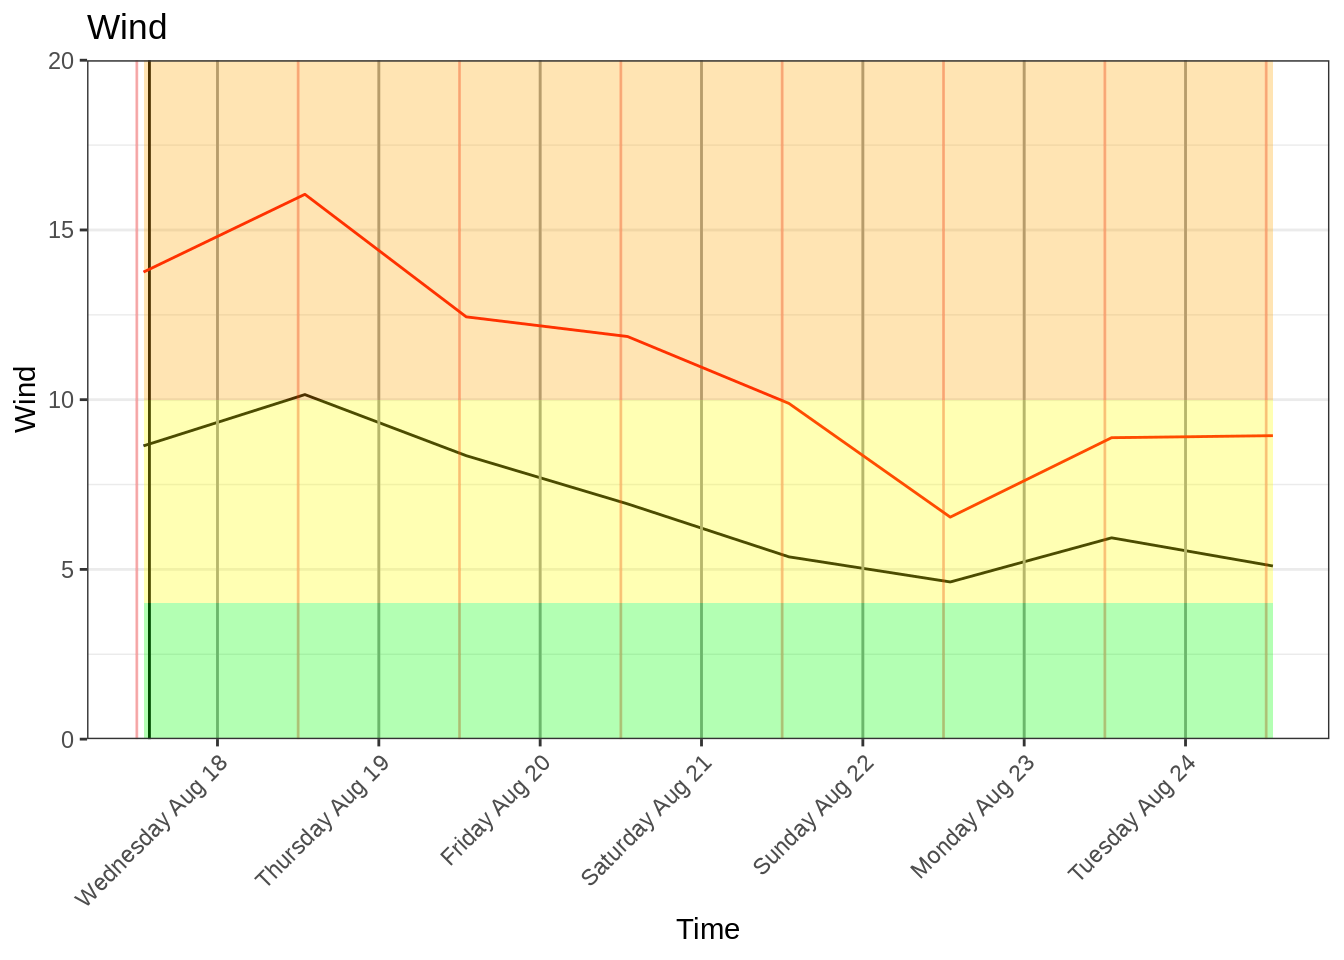 Wind
20
15
10
5
0
Wind
Wednesday Aug 18
Thursday Aug 19
Friday Aug 20
Saturday Aug 21
Sunday Aug 22
Monday Aug 23
Tuesday Aug 24
Time